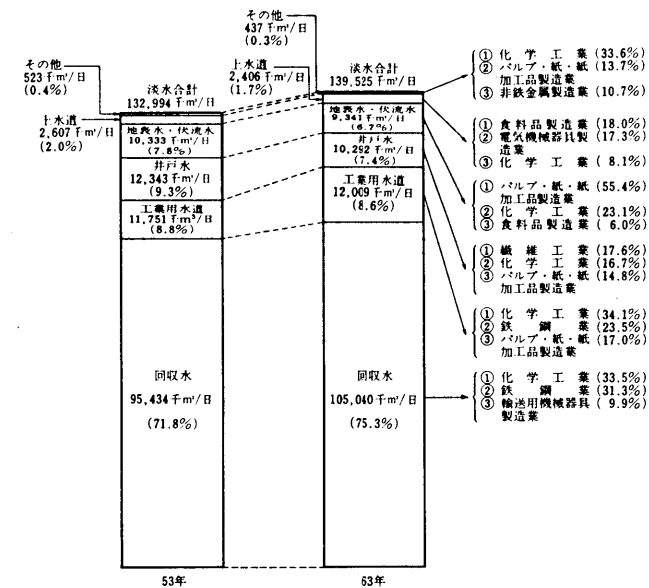 その他
437千m³/日
(0.3%)
上水道
2,406千m³/日
(1.7%)
淡水合計
139,525千m³/日
その他
523千m³/日
(0.4%)
淡水合計
132,994千m³/日
上水道
2,607千m³/日
(2.0%)
地表水・伏流水
10,333千m³/日
(7.8%)
井戸水
12,343千m³/日
(9.3%)
工業用水道
11,751千m³/日
(8.8%)
回収水
95,434千m³/日
(71.8%)
53年
地表水・伏流水
9,341千m³/日
(6.7%)
井戸水
10,292千m³/日
(7.4%)
工業用水道
12,009千m³/日
(8.6%)
回収水
105,040千m³/日
(75.3%)
63年
① 化学工業 (33.6%)
② パルプ・紙・紙 (13.7%)
加工品製造業
③ 非鉄金属製造業 (10.7%)
① 食料品製造業 (18.0%)
② 電気機械器具製 (17.3%)
造業
③ 化学工業 ( 8.1%)
① パルプ・紙・紙 (55.4%)
加工品製造業
② 化学工業 (23.1%)
③ 食料品製造業 ( 6.0%)
① 繊維工業 (17.6%)
② 化学工業 (16.7%)
③ パルプ・紙・紙 (14.8%)
加工品製造業
① 化学工業 (34.1%)
② 鉄鋼業 (23.5%)
③ パルプ・紙・紙 (17.0%)
加工品製造業
① 化学工業 (33.5%)
② 鉄鋼業 (31.3%)
③ 輸送用機械器具 ( 9.9%)
製造業